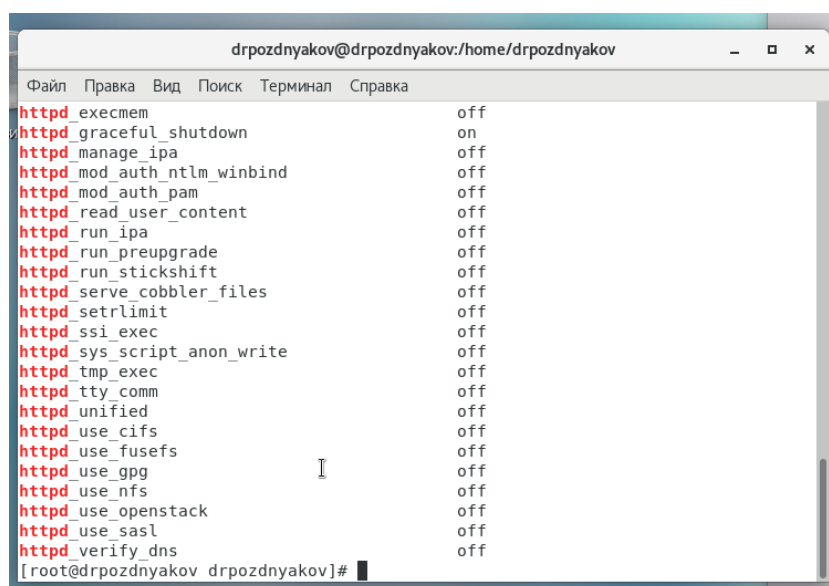 drpozdnyakov@drpozdnyakov:/home/drpozdnyakov
Файл Правка Вид Поиск Терминал Справка
httpd_execmem off
httpd_graceful_shutdown on
httpd_manage_ipa off
httpd_mod_auth_ntlm_winbind off
httpd_mod_auth_pam off
httpd_read_user_content off
httpd_run_ipa off
httpd_run_preupgrade off
httpd_run_stickshift off
httpd_serve_cobbler_files off
httpd_setrlimit off
httpd_ssi_exec off
httpd_sys_script_anon_write off
httpd_tmp_exec off
httpd_tty_comm off
httpd_unified off
httpd_use_cifs off
httpd_use_fusefs off
httpd_use_gpg off
httpd_use_nfs off
httpd_use_openstack off
httpd_use_sasl off
httpd_verify_dns off
[root@drpozdnyakov drpozdnyakov]#